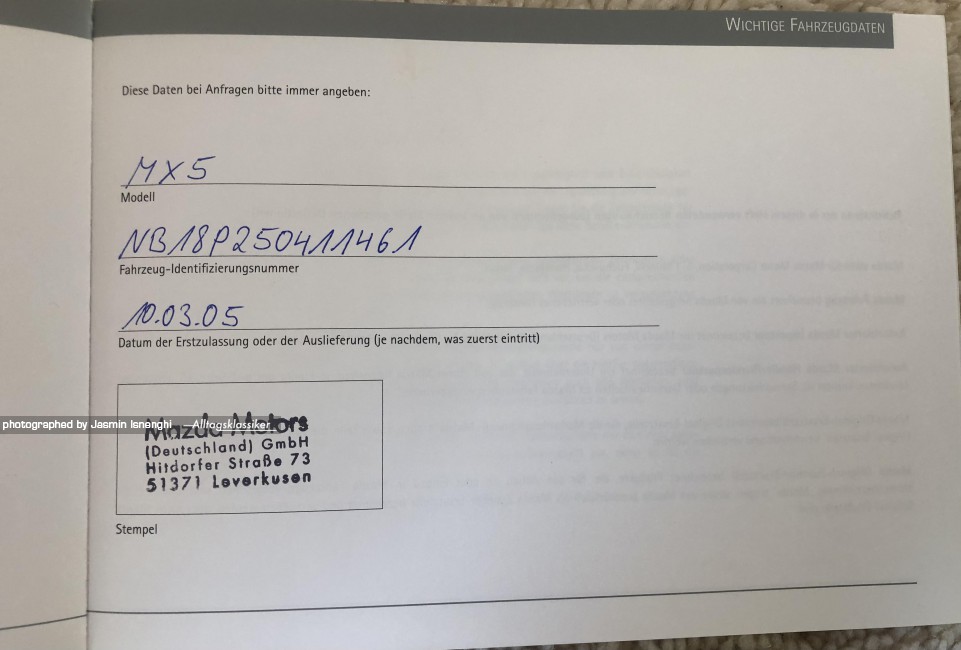 WICHTIGE FAHRZEUGDATEN
Diese Daten bei Anfragen bitte immer angeben:
MX5
Modell
NB18P250411461
Fahrzeug-Identifizierungsnummer
10.03.05
Datum der Erstzulassung oder der Auslieferung (je nachdem, was zuerst eintritt)
photographed by Jasmin Isnenghi —Alltagsklassiker
Mazda Motors
(Deutschland) GmbH
Hitdorfer Straße 73
51371 Leverkusen
Stempel